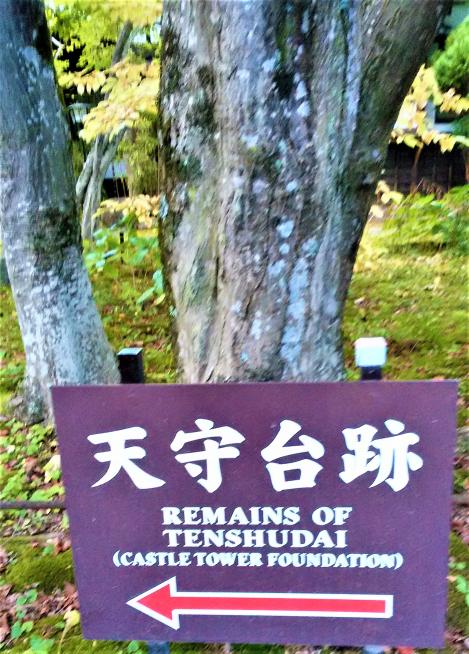 天守台跡
REMAINS OF
TENSHUDAI
(CASTLE TOWER FOUNDATION)